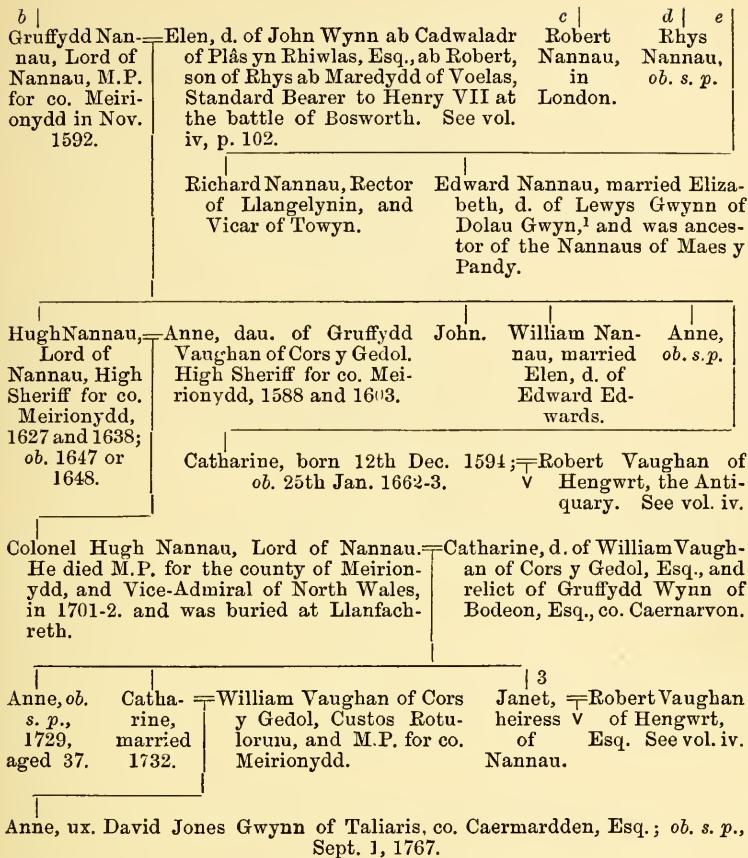 b c d e
Gruffydd Nan-
nau, Lord of
Nannau, M.P.
for co. Meiri-
onydd in Nov.
1592.
Elen, d. of John Wynn ab Cadwaladr
of Plâs yn Rhiwlas, Esq., ab Robert,
son of Rhys ab Maredydd of Voelas,
Standard Bearer to Henry VII at
the battle of Bosworth. See vol.
iv, p. 102.
Robert
Nannau,
in
London.
Rhys
Nannau,
ob. s. p.
Richard Nannau, Rector
of Llangelynin, and
Vicar of Towyn.
Edward Nannau, married Eliza-
beth, d. of Lewys Gwynn of
Dolau Gwyn,¹ and was ances-
tor of the Nannaus of Maes y
Pandy.
Hugh Nannau,
Lord of
Nannau, High
Sheriff for co.
Meirionydd,
1627 and 1638;
ob. 1647 or
1648.
Anne, dau. of Gruffydd
Vaughan of Cors y Gedol.
High Sheriff for co. Mei-
rionydd, 1588 and 1603.
John.
William Nan-
nau, married
Elen, d. of
Edward Ed-
wards.
Anne,
ob. s.p.
Catharine, born 12th Dec. 1594;
ob. 25th Jan. 1662-3.
Robert Vaughan of
Hengwrt, the Anti-
quary. See vol. iv.
Colonel Hugh Nannau, Lord of Nannau.
He died M.P. for the county of Meirion-
ydd, and Vice-Admiral of North Wales,
in 1701-2. and was buried at Llanfach-
reth.
Catharine, d. of William Vaugh-
an of Cors y Gedol, Esq., and
relict of Gruffydd Wynn of
Bodeon, Esq., co. Caernarvon.
Anne, ob.
s. p.,
1729,
aged 37.
Catha-
rine,
married
1732.
William Vaughan of Cors
y Gedol, Custos Rotu-
lorum, and M.P. for co.
Meirionydd.
3
Janet,
heiress
of
Nannau.
Robert Vaughan
of Hengwrt,
Esq. See vol. iv.
Anne, ux. David Jones Gwynn of Taliaris, co. Caermardden, Esq.; ob. s. p.,
Sept. 1, 1767.